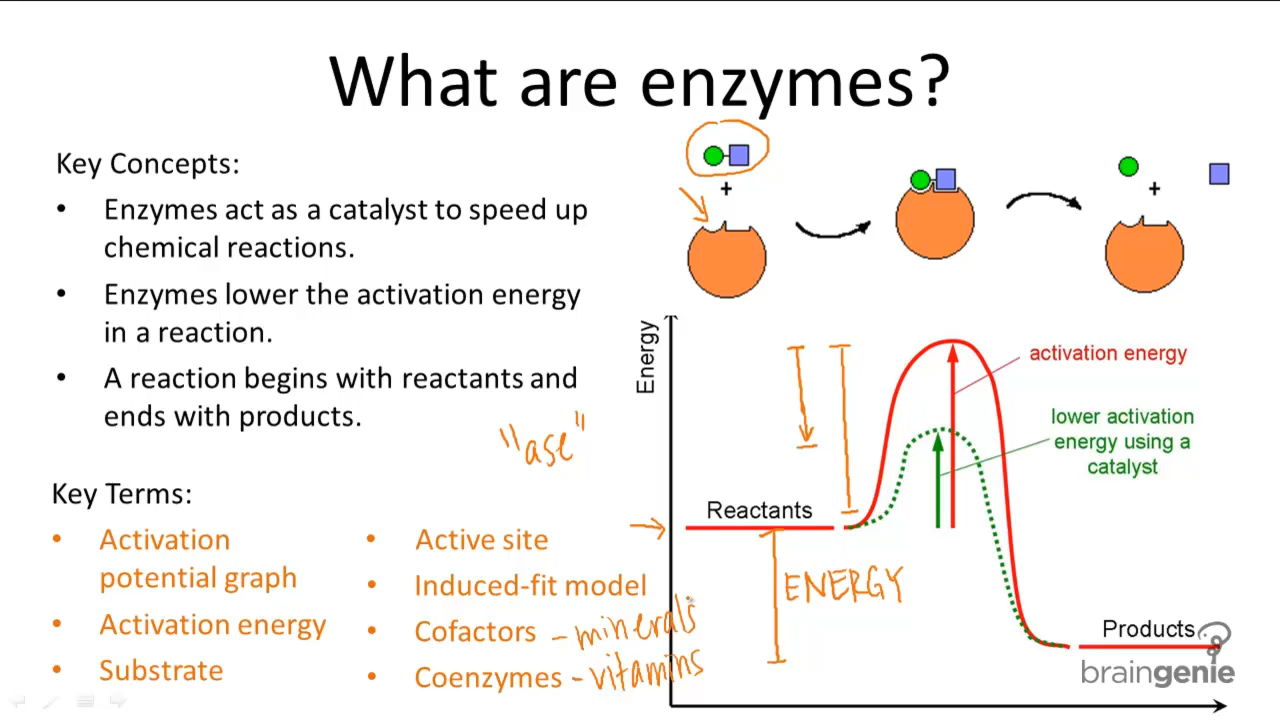 What are enzymes?
Key Concepts:
• Enzymes act as a catalyst to speed up
chemical reactions.
• Enzymes lower the activation energy
in a reaction.
• A reaction begins with reactants and
ends with products.
"ase"
Key Terms:
• Activation
potential graph
• Activation energy
• Substrate
• Active site
• Induced-fit model
• Cofactors - minerals
• Coenzymes - vitamins
+
+
Energy
activation energy
lower activation
energy using a
catalyst
Reactants
ENERGY
Products
braingenie